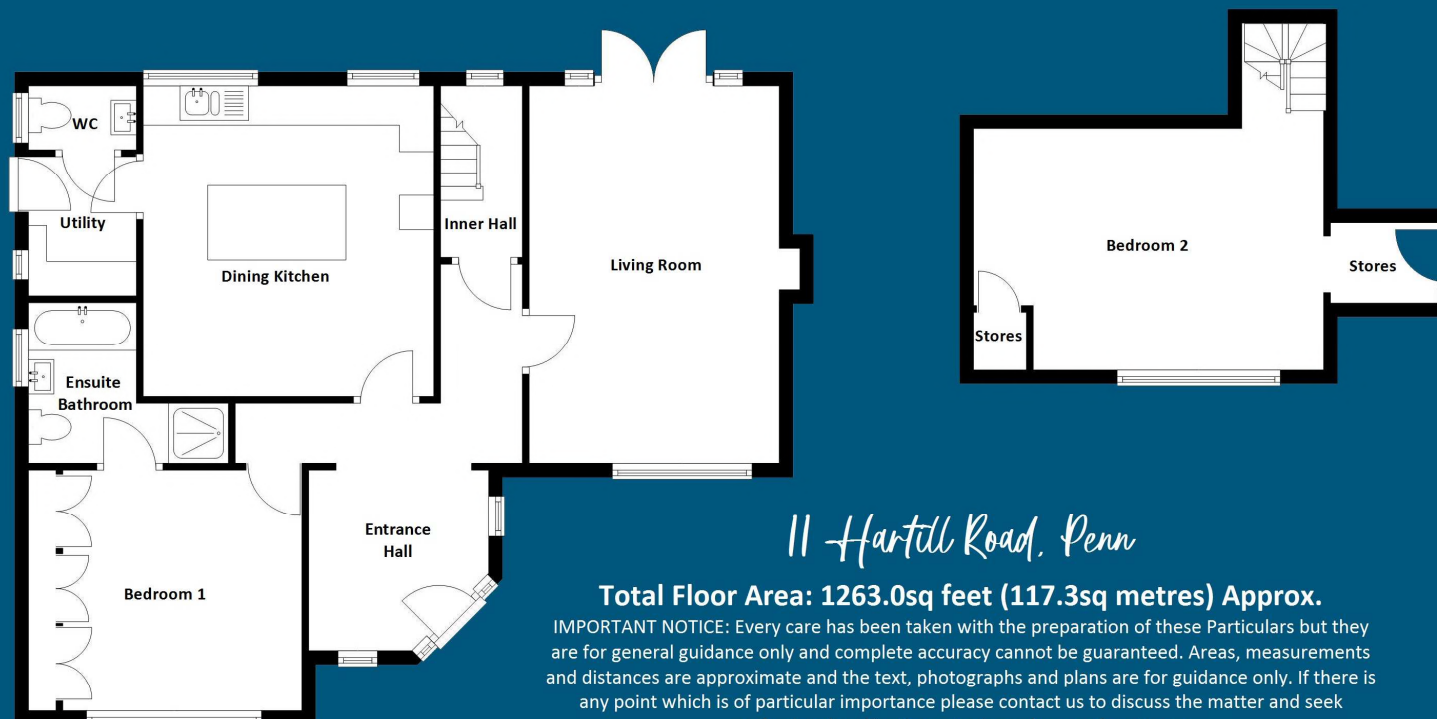 WC
Utility
Dining Kitchen
Inner Hall
Living Room
Ensuite
Bathroom
Bedroom 1
Entrance
Hall
Bedroom 2
Stores
Stores
11 Hartill Road, Penn
Total Floor Area: 1263.0sq feet (117.3sq metres) Approx.
IMPORTANT NOTICE: Every care has been taken with the preparation of these Particulars but they
are for general guidance only and complete accuracy cannot be guaranteed. Areas, measurements
and distances are approximate and the text, photographs and plans are for guidance only. If there is
any point which is of particular importance please contact us to discuss the matter and seek